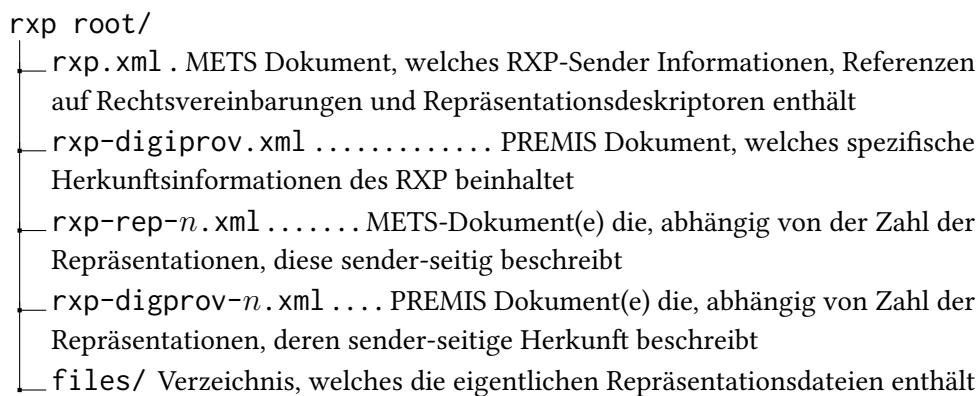 rxp root/
rxp.xml . METS Dokument, welches RXP-Sender Informationen, Referenzen
auf Rechtsvereinbarungen und Repräsentationsdeskriptoren enthält
rxp-digiprov.xml ............. PREMIS Dokument, welches spezifische
Herkunftsinformationen des RXP beinhaltet
rxp-rep-n.xml ....... METS-Dokument(e) die, abhängig von der Zahl der
Repräsentationen, diese sender-seitig beschreibt
rxp-digprov-n.xml .... PREMIS Dokument(e) die, abhängig von Zahl der
Repräsentationen, deren sender-seitige Herkunft beschreibt
files/ Verzeichnis, welches die eigentlichen Repräsentationsdateien enthält